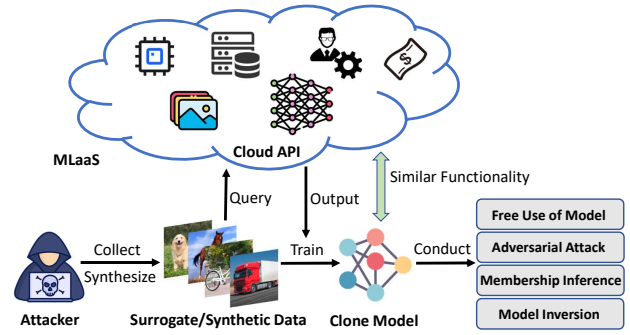 MLaaS
Cloud API
$
Query
Output
Similar Functionality
Collect
Synthesize
Train
Conduct
Attacker
Surrogate/Synthetic Data
Clone Model
Free Use of Model
Adversarial Attack
Membership Inference
Model Inversion